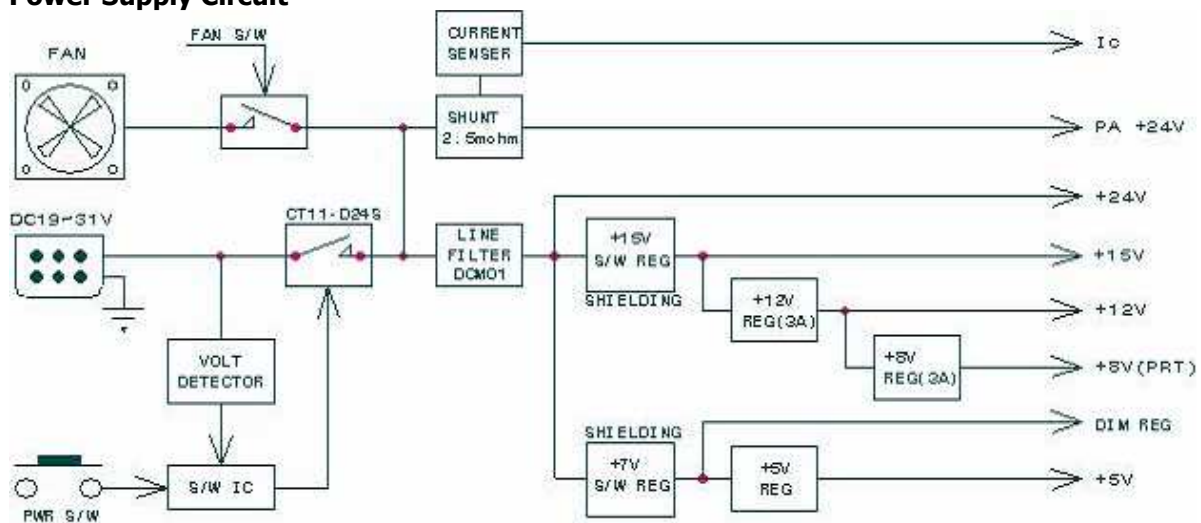 Power Supply Circuit
FAN
FAN S/W
CURRENT
SENSER
Ic
SHUNT
2.5mohm
PA +24V
DC19~31V
CT11-D24S
LINE
FILTER
DCM01
+24V
+15V
S/W REG
SHIELDING
+15V
+12V
REG(3A)
+12V
+8V
REG(3A)
+8V(PRT)
VOLT
DETECTOR
SHIELDING
+7V
S/W REG
DIM REG
+5V
REG
+5V
S/W IC
PWR S/W